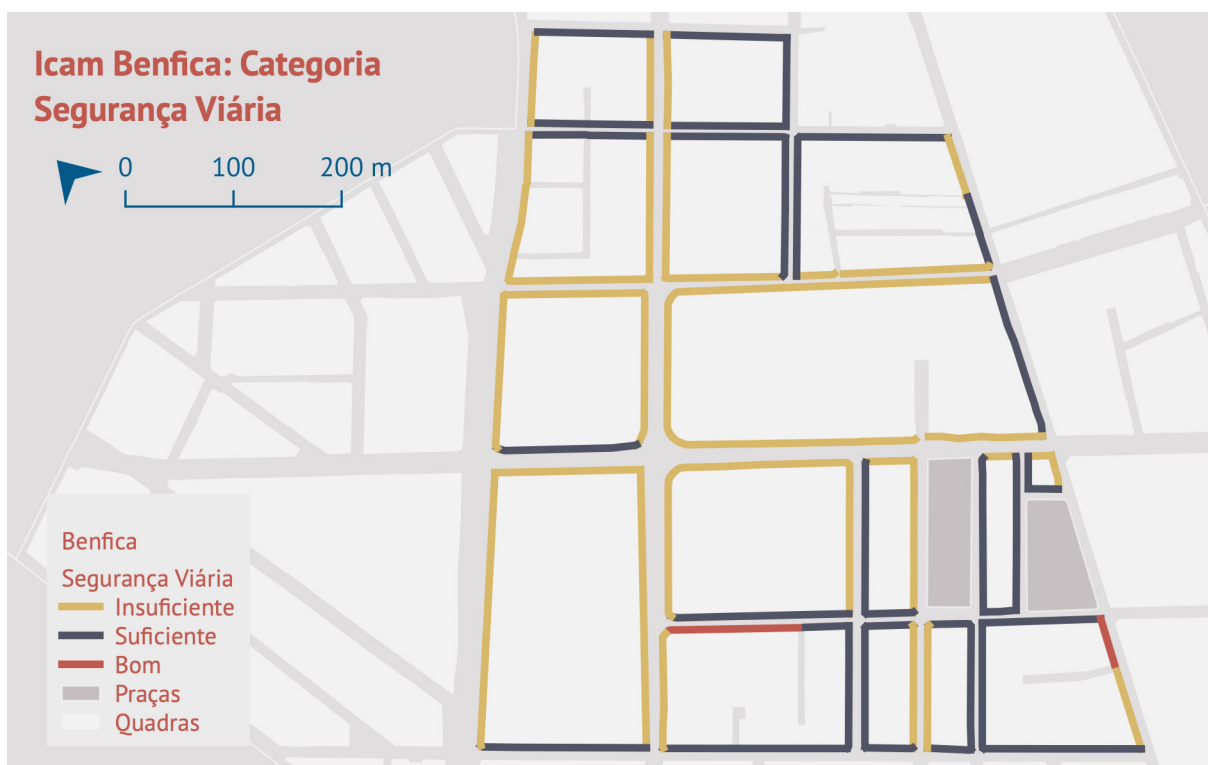 Icam Benfica: Categoria
Segurança Viária
0 100 200 m
Benfica
Segurança Viária
Insuficiente
Suficiente
Bom
Praças
Quadras